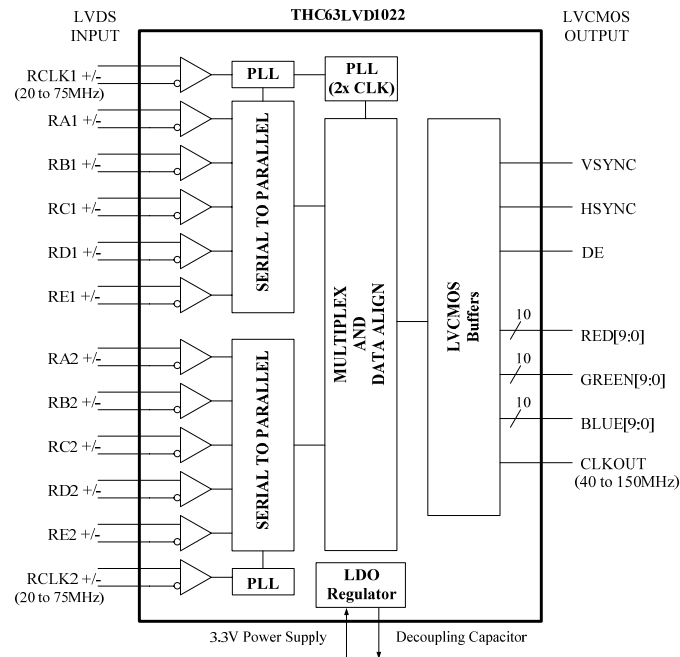 LVDS
INPUT
THC63LVD1022
LVCMOS
OUTPUT
RCLK1 +/-
(20 to 75MHz)
PLL
PLL
(2x CLK)
RA1 +/-
RB1 +/-
RC1 +/-
RD1 +/-
RE1 +/-
SERIAL TO PARALLEL
RA2 +/-
RB2 +/-
RC2 +/-
RD2 +/-
RE2 +/-
SERIAL TO PARALLEL
RCLK2 +/-
(20 to 75MHz)
PLL
MULTIPLEX
AND
DATA ALIGN
LVCMOS
Buffers
VSYNC
HSYNC
DE
10
RED[9:0]
10
GREEN[9:0]
10
BLUE[9:0]
CLKOUT
(40 to 150MHz)
LDO
Regulator
3.3V Power Supply
Decoupling Capacitor